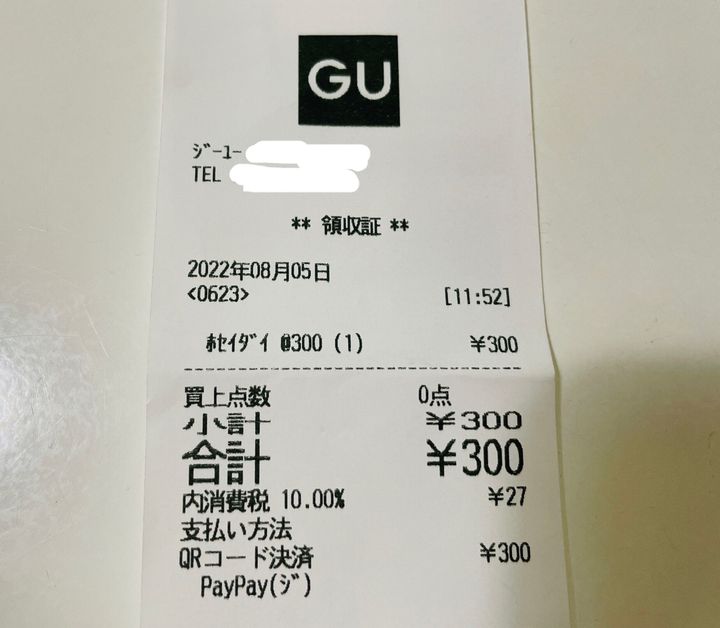 GU
ジーユー
TEL
** 領収証 **
2022年08月05日
<0623> [11:52]
ホセイダイ @300 (1) ¥300
買上点数 0点
小計 ¥300
合計 ¥300
内消費税 10.00% ¥27
支払い方法
QRコード決済 ¥300
PayPay(ジ)